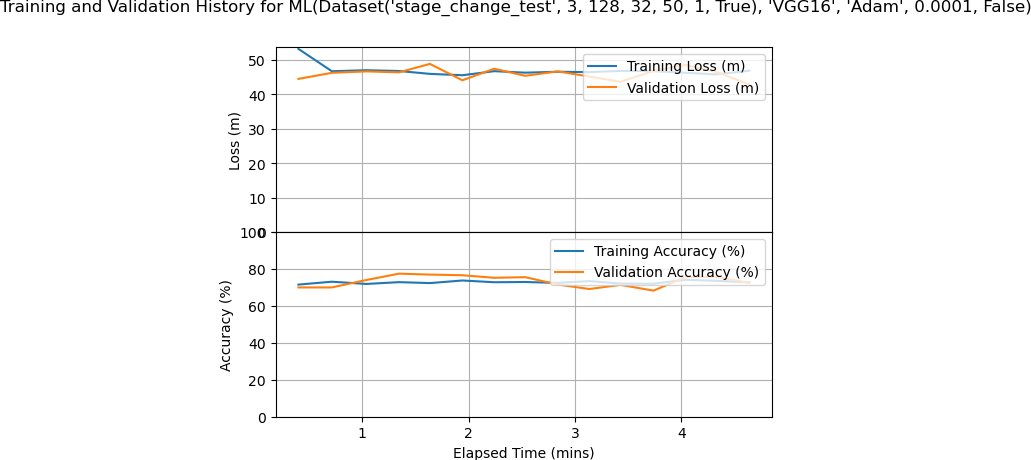 Training and Validation History for ML(Dataset('stage_change_test', 3, 128, 32, 50, 1, True), 'VGG16', 'Adam', 0.0001, False)
50
40
30
20
10
0
Loss (m)
Training Loss (m)
Validation Loss (m)
100
80
60
40
20
0
Accuracy (%)
Training Accuracy (%)
Validation Accuracy (%)
1 2 3 4
Elapsed Time (mins)